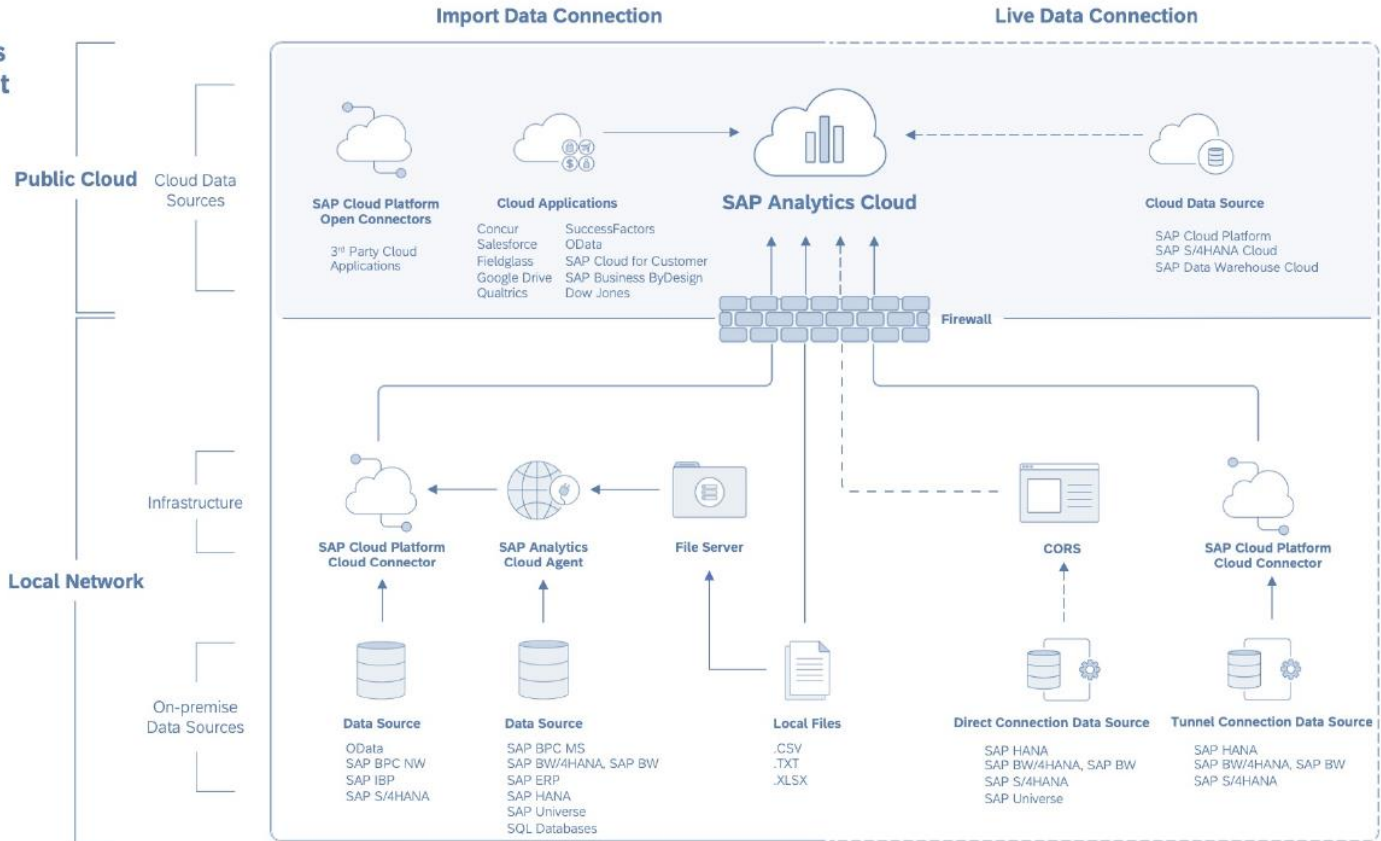 Import Data Connection
Live Data Connection
s
t
Public Cloud
Cloud Data
Sources
SAP Cloud Platform
Open Connectors
3rd Party Cloud
Applications
Cloud Applications
Concur
Salesforce
Fieldglass
Google Drive
Qualtrics
SuccessFactors
OData
SAP Cloud for Customer
SAP Business ByDesign
Dow Jones
SAP Analytics Cloud
Cloud Data Source
SAP Cloud Platform
SAP S/4HANA Cloud
SAP Data Warehouse Cloud
Firewall
Local Network
Infrastructure
SAP Cloud Platform
Cloud Connector
SAP Analytics
Cloud Agent
File Server
CORS
SAP Cloud Platform
Cloud Connector
On-premise
Data Sources
Data Source
OData
SAP BPC NW
SAP IBP
SAP S/4HANA
Data Source
SAP BPC MS
SAP BW/4HANA, SAP BW
SAP ERP
SAP HANA
SAP Universe
SQL Databases
Local Files
.CSV
.TXT
.XLSX
Direct Connection Data Source
SAP HANA
SAP BW/4HANA, SAP BW
SAP S/4HANA
SAP Universe
Tunnel Connection Data Source
SAP HANA
SAP BW/4HANA, SAP BW
SAP S/4HANA